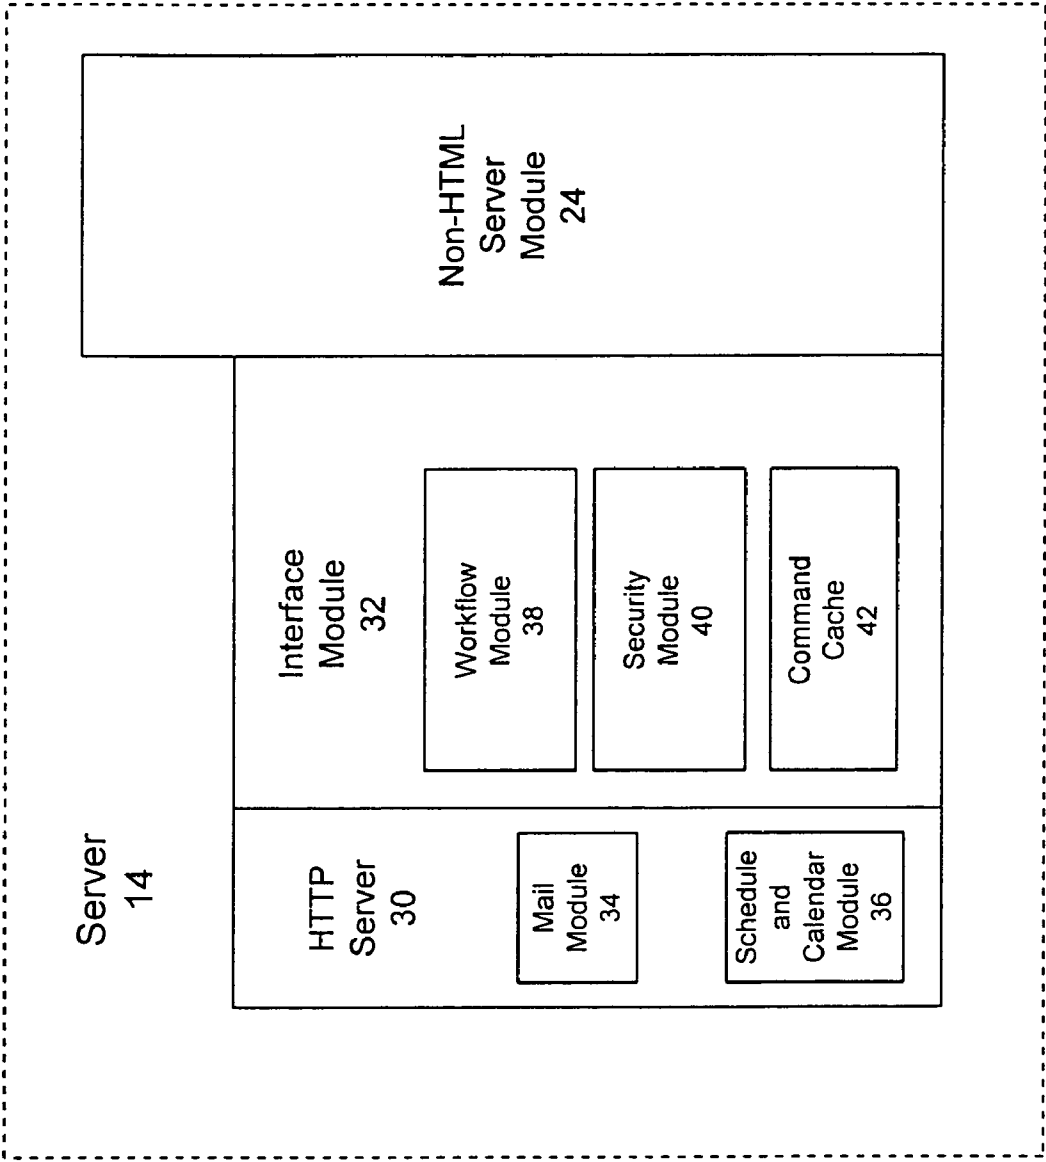 Server
14
HTTP
Server
30
Mail
Module
34
Schedule
and
Calendar
Module
36
Interface
Module
32
Workflow
Module
38
Security
Module
40
Command
Cache
42
Non-HTML
Server
Module
24